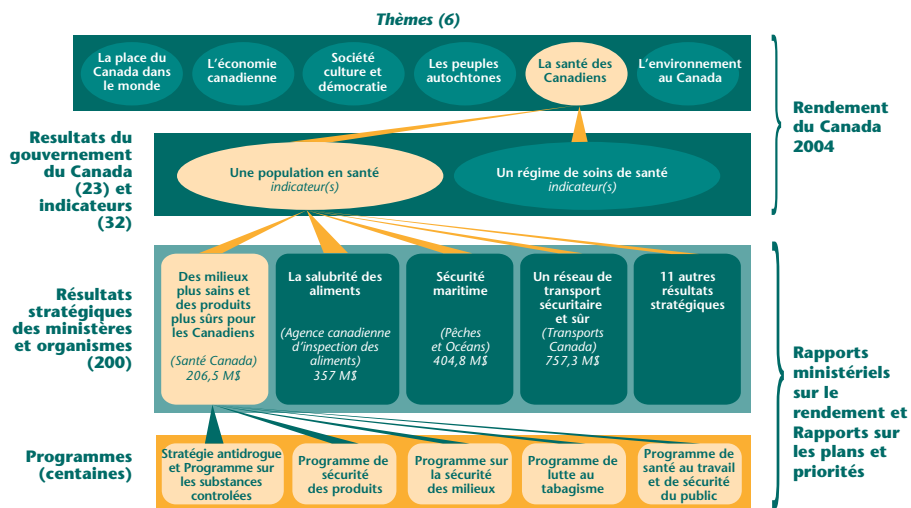 Thèmes (6)
La place du
Canada dans
le monde
L'économie
canadienne
Société
culture et
démocratie
Les peuples
autochtones
La santé des
Canadiens
L'environnement
au Canada
Rendement
du Canada
2004
Resultats du
gouvernement
du Canada
(23) et
indicateurs
(32)
Une population en santé
indicateur(s)
Un régime de soins de santé
indicateur(s)
Résultats
stratégiques
des ministères
et organismes
(200)
Des milieux
plus sains et
des produits
plus sûrs pour
les Canadiens
(Santé Canada)
206,5 M$
La salubrité des
aliments
(Agence canadienne
d'inspection des
aliments)
357 M$
Sécurité
maritime
(Pêches
et Océans)
404,8 M$
Un réseau de
transport
sécuritaire
et sûr
(Transports
Canada)
757,3 M$
11 autres
résultats
stratégiques
Rapports
ministériels
sur le
rendement et
Rapports sur
les plans et
priorités
Programmes
(centaines)
Stratégie antidrogue
et Programme sur
les substances
controlées
Programme de
sécurité
des produits
Programme sur
la sécurité
des milieux
Programme de
lutte au
tabagisme
Programme de
santé au travail
et de sécurité
du public